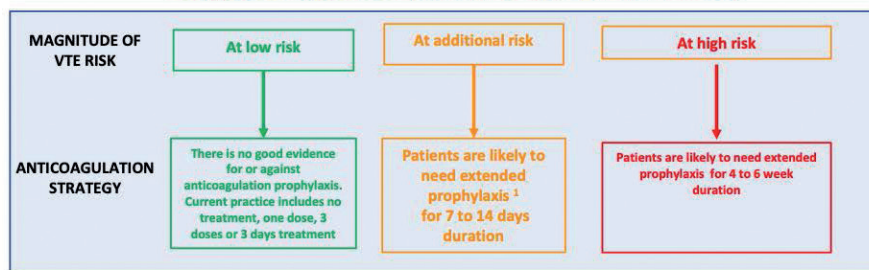 MAGNITUDE OF
VTE RISK
At low risk
At additional risk
At high risk
ANTICOAGULATION
STRATEGY
There is no good evidence
for or against
anticoagulation prophylaxis.
Current practice includes no
treatment, one dose, 3
doses or 3 days treatment
Patients are likely to
need extended
prophylaxis ¹
for 7 to 14 days
duration
Patients are likely to need extended
prophylaxis for 4 to 6 week
duration